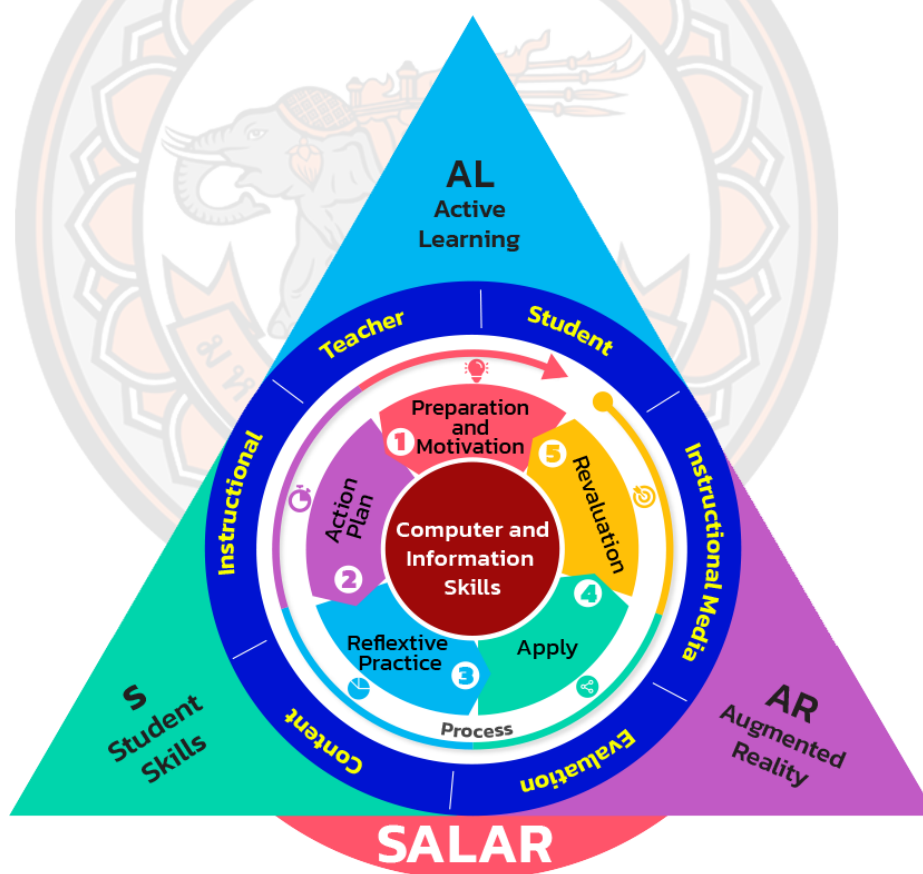 AL
Active
Learning
Teacher
Student
Instructional
Instructional Media
Content
Evaluation
1
Preparation
and
Motivation
2
Action
Plan
3
Reflextive
Practice
4
Apply
5
Revaluation
Computer and
Information
Skills
Process
S
Student
Skills
AR
Augmented
Reality
SALAR